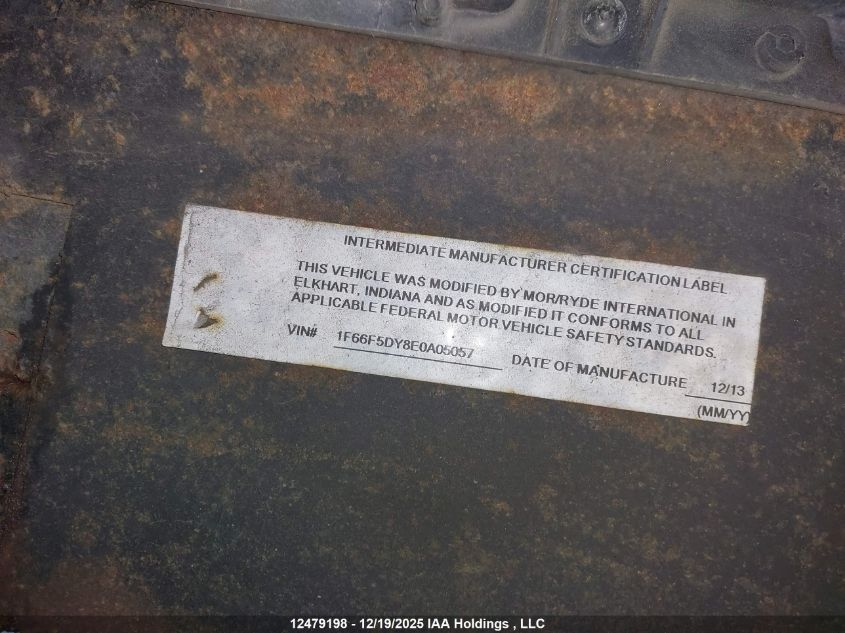 INTERMEDIATE MANUFACTURER CERTIFICATION LABEL
THIS VEHICLE WAS MODIFIED BY MOR/RYDE INTERNATIONAL IN
ELKHART, INDIANA AND AS MODIFIED IT CONFORMS TO ALL
APPLICABLE FEDERAL MOTOR VEHICLE SAFETY STANDARDS.
VIN# 1F66F5DY8E0A05057 DATE OF MANUFACTURE 12/13
(MM/YY)
12479198 - 12/19/2025 IAA Holdings , LLC